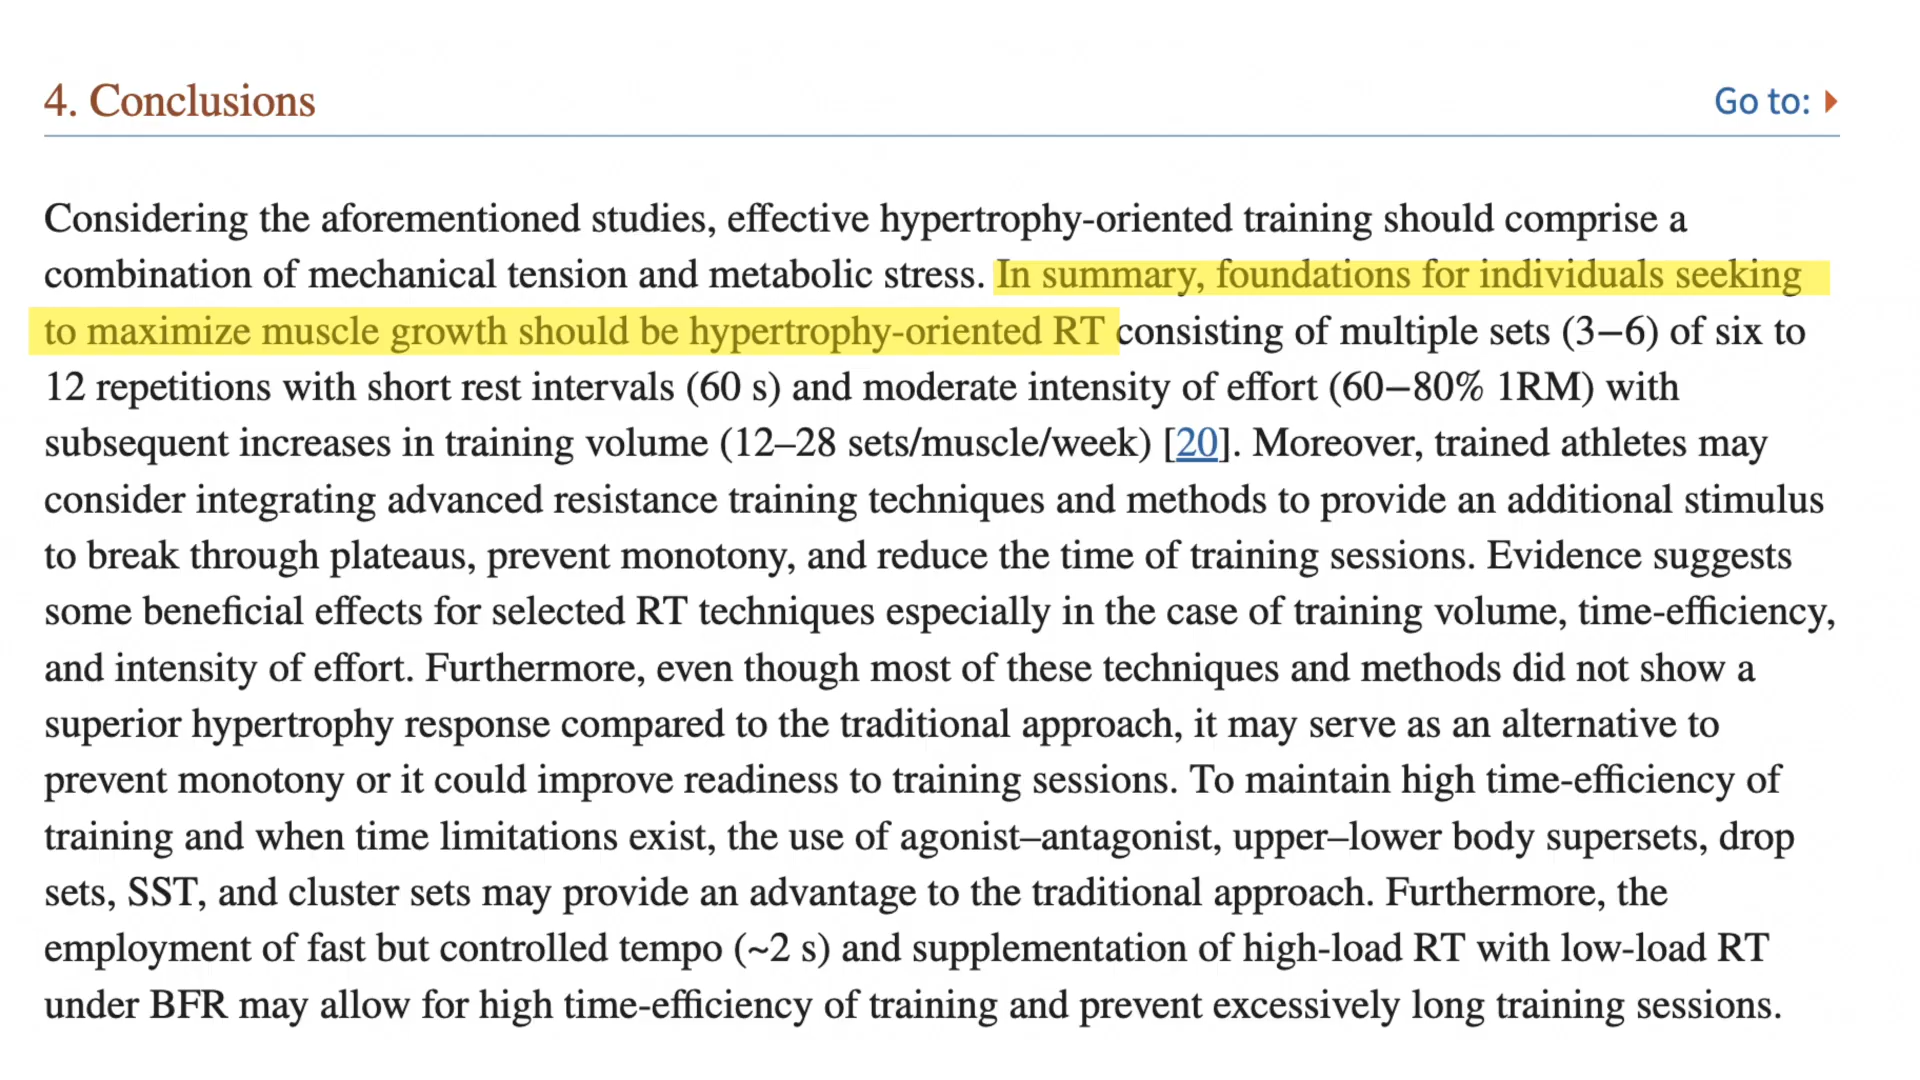 4. Conclusions
Go to:
Considering the aforementioned studies, effective hypertrophy-oriented training should comprise a
combination of mechanical tension and metabolic stress. In summary, foundations for individuals seeking
to maximize muscle growth should be hypertrophy-oriented RT consisting of multiple sets (3–6) of six to
12 repetitions with short rest intervals (60 s) and moderate intensity of effort (60–80% 1RM) with
subsequent increases in training volume (12–28 sets/muscle/week) [20]. Moreover, trained athletes may
consider integrating advanced resistance training techniques and methods to provide an additional stimulus
to break through plateaus, prevent monotony, and reduce the time of training sessions. Evidence suggests
some beneficial effects for selected RT techniques especially in the case of training volume, time-efficiency,
and intensity of effort. Furthermore, even though most of these techniques and methods did not show a
superior hypertrophy response compared to the traditional approach, it may serve as an alternative to
prevent monotony or it could improve readiness to training sessions. To maintain high time-efficiency of
training and when time limitations exist, the use of agonist–antagonist, upper–lower body supersets, drop
sets, SST, and cluster sets may provide an advantage to the traditional approach. Furthermore, the
employment of fast but controlled tempo (~2 s) and supplementation of high-load RT with low-load RT
under BFR may allow for high time-efficiency of training and prevent excessively long training sessions.